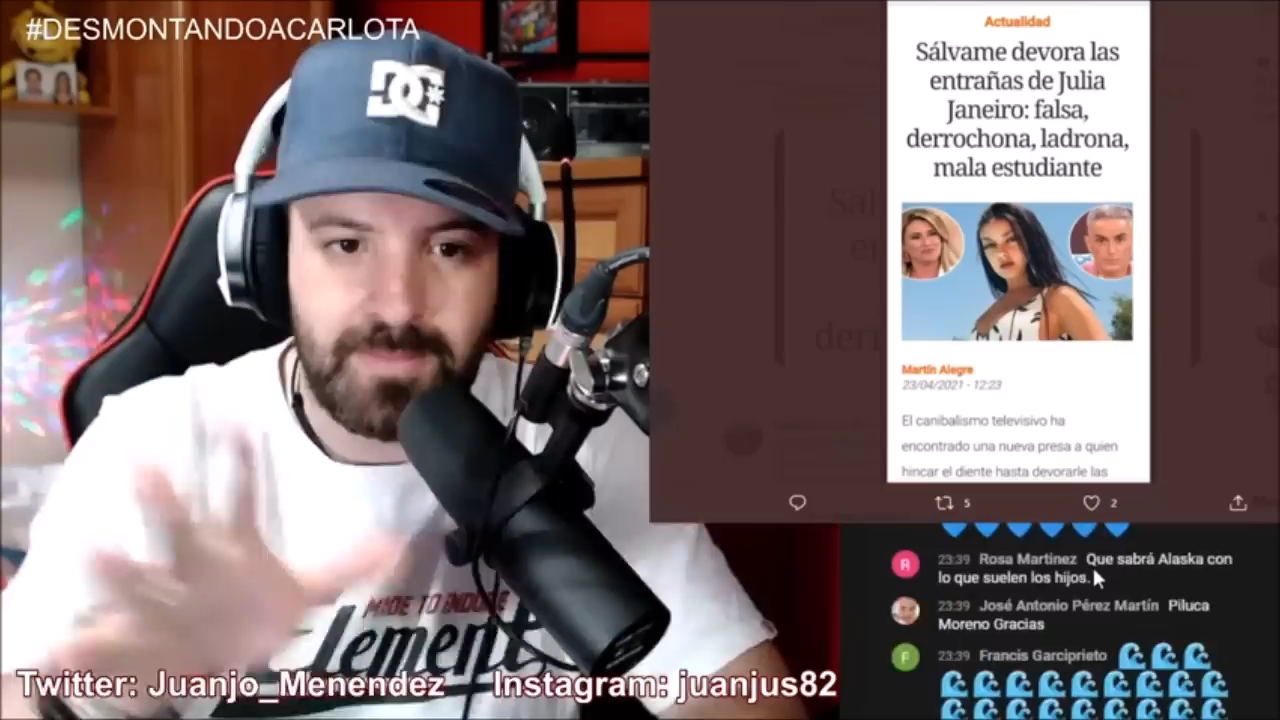 #DESMONTANDOACARLOTA
DC
MADE TO ENDURE
Element
Twitter: Juanjo_Menendez
Instagram: juanjus82
Actualidad
Sálvame devora las
entrañas de Julia
Janeiro: falsa,
derrochona, ladrona,
mala estudiante
Martín Alegre
23/04/2021 - 12:23
El canibalismo televisivo ha
encontrado una nueva presa a quien
hincar el diente hasta devorarle las
5
2
R
23:39 Rosa Martinez Que sabrá Alaska con
lo que suelen los hijos.
23:39 José Antonio Pérez Martín Piluca
Moreno Gracias
F
23:39 Francis Garciprieto